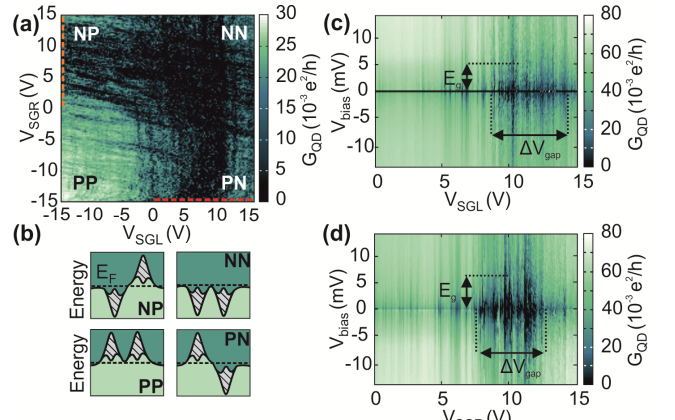 (a)
15
10
5
0
-5
-10
-15
V_SGR (V)
NP
NN
PP
PN
-15
-10
-5
0
5
10
15
V_SGL (V)
30
25
20
15
10
5
0
G_QD (10⁻³ e²/h)
(b)
Energy
E_F
NP
NN
Energy
PP
PN
(c)
10
5
0
-5
-10
V_bias (mV)
E_g
ΔV_gap
0
5
10
15
V_SGL (V)
80
60
40
20
0
G_QD (10⁻³ e²/h)
(d)
10
5
0
-5
-10
V_bias (mV)
E_g
ΔV_gap
0
5
10
15
80
60
40
20
0
G_QD (10⁻³ e²/h)